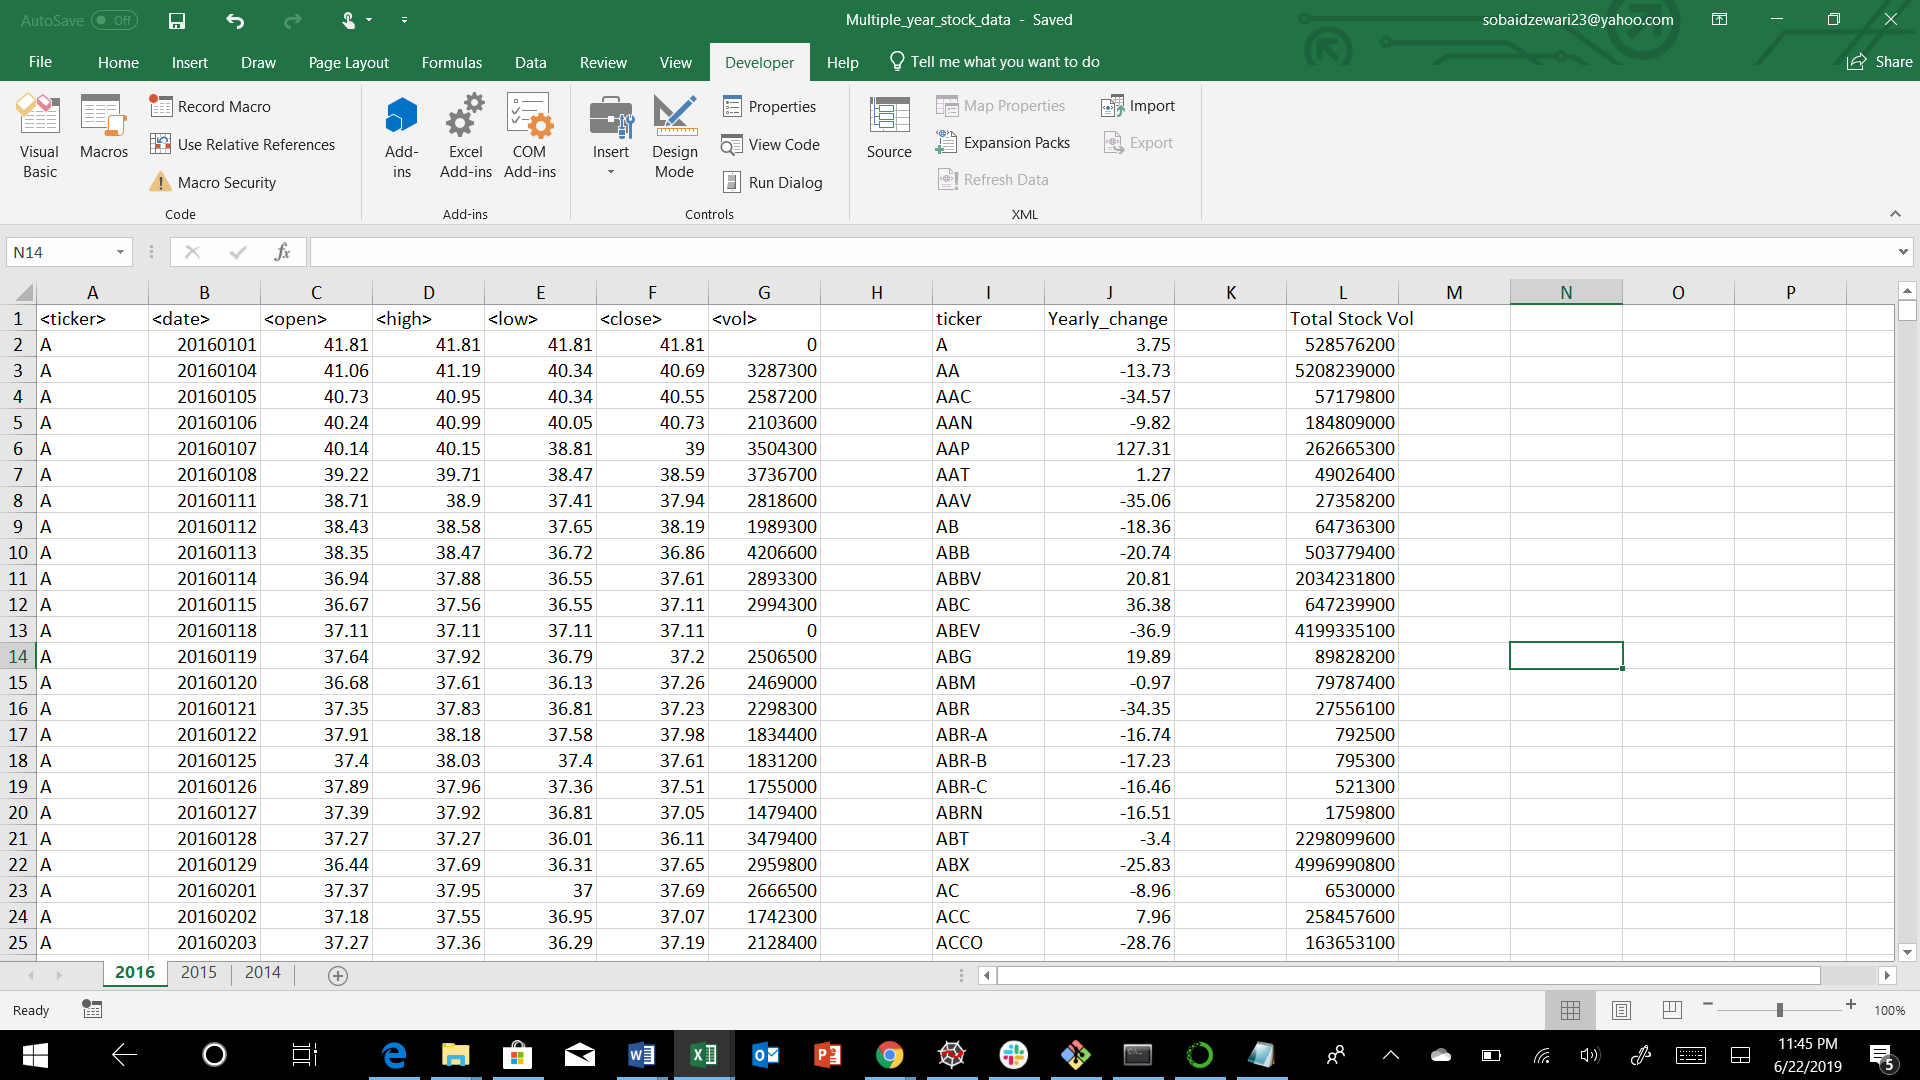 AutoSave Off
Multiple_year_stock_data - Saved
sobaidzewari23@yahoo.com
File Home Insert Draw Page Layout Formulas Data Review View Developer Help Tell me what you want to do Share
Visual Basic
Macros
Record Macro
Use Relative References
Macro Security
Code
Add-ins
Excel Add-ins
COM Add-ins
Add-ins
Insert
Design Mode
Properties
View Code
Run Dialog
Controls
Source
Map Properties
Expansion Packs
Refresh Data
Import
Export
XML
N14
fx
A B C D E F G H I J K L M N O P
1 <ticker> <date> <open> <high> <low> <close> <vol> ticker Yearly_change Total Stock Vol
2 A 20160101 41.81 41.81 41.81 41.81 0 A 3.75 528576200
3 A 20160104 41.06 41.19 40.34 40.69 3287300 AA -13.73 5208239000
4 A 20160105 40.73 40.95 40.34 40.55 2587200 AAC -34.57 57179800
5 A 20160106 40.24 40.99 40.05 40.73 2103600 AAN -9.82 184809000
6 A 20160107 40.14 40.15 38.81 39 3504300 AAP 127.31 262665300
7 A 20160108 39.22 39.71 38.47 38.59 3736700 AAT 1.27 49026400
8 A 20160111 38.71 38.9 37.41 37.94 2818600 AAV -35.06 27358200
9 A 20160112 38.43 38.58 37.65 38.19 1989300 AB -18.36 64736300
10 A 20160113 38.35 38.47 36.72 36.86 4206600 ABB -20.74 503779400
11 A 20160114 36.94 37.88 36.55 37.61 2893300 ABBV 20.81 2034231800
12 A 20160115 36.67 37.56 36.55 37.11 2994300 ABC 36.38 647239900
13 A 20160118 37.11 37.11 37.11 37.11 0 ABEV -36.9 4199335100
14 A 20160119 37.64 37.92 36.79 37.2 2506500 ABG 19.89 89828200
15 A 20160120 36.68 37.61 36.13 37.26 2469000 ABM -0.97 79787400
16 A 20160121 37.35 37.83 36.81 37.23 2298300 ABR -34.35 27556100
17 A 20160122 37.91 38.18 37.58 37.98 1834400 ABR-A -16.74 792500
18 A 20160125 37.4 38.03 37.4 37.61 1831200 ABR-B -17.23 795300
19 A 20160126 37.89 37.96 37.36 37.51 1755000 ABR-C -16.46 521300
20 A 20160127 37.39 37.92 36.81 37.05 1479400 ABRN -16.51 1759800
21 A 20160128 37.27 37.27 36.01 36.11 3479400 ABT -3.4 2298099600
22 A 20160129 36.44 37.69 36.31 37.65 2959800 ABX -25.83 4996990800
23 A 20160201 37.37 37.95 37 37.69 2666500 AC -8.96 6530000
24 A 20160202 37.18 37.55 36.95 37.07 1742300 ACC 7.96 258457600
25 A 20160203 37.27 37.36 36.29 37.19 2128400 ACCO -28.76 163653100
2016 2015 2014
Ready
100%
11:45 PM
6/22/2019
5